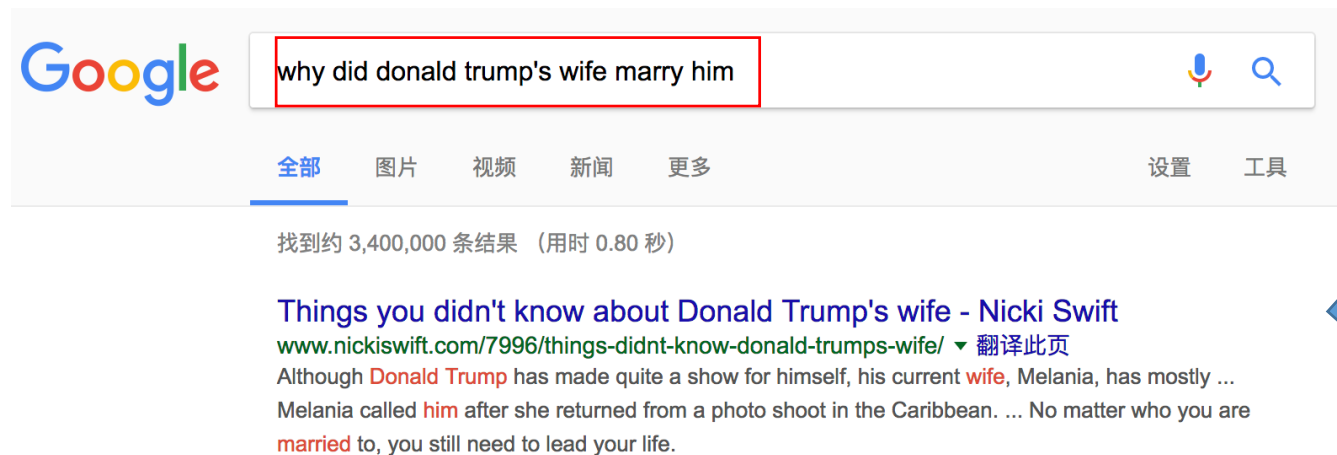 Google
why did donald trump's wife marry him
全部 图片 视频 新闻 更多 设置 工具
找到约 3,400,000 条结果 (用时 0.80 秒)
Things you didn't know about Donald Trump's wife - Nicki Swift
www.nickiswift.com/7996/things-didnt-know-donald-trumps-wife/ 翻译此页
Although Donald Trump has made quite a show for himself, his current wife, Melania, has mostly ...
Melania called him after she returned from a photo shoot in the Caribbean. ... No matter who you are
married to, you still need to lead your life.